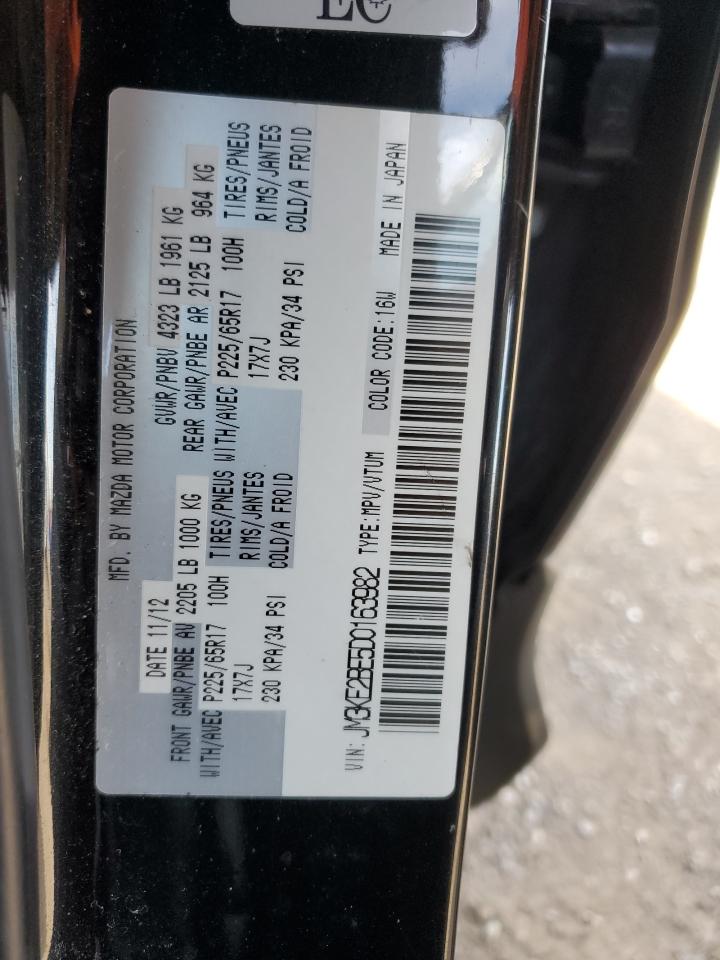 EC
MFD. BY MAZDA MOTOR CORPORATION
DATE 11/12 GVWR/PNBV 4323 LB 1961 KG
FRONT GAWR/PNBE AV 2205 LB 1000 KG REAR GAWR/PNBE AR 2125 LB 964 KG
WITH/AVEC P225/65R17 100H TIRES/PNEUS WITH/AVEC P225/65R17 100H TIRES/PNEUS
17X7J RIMS/JANTES 17X7J RIMS/JANTES
230 KPA/34 PSI COLD/A FROID 230 KPA/34 PSI COLD/A FROID
VIN: JM3KE2BE5D0163982 TYPE:MPV/VTUM COLOR CODE:16W MADE IN JAPAN